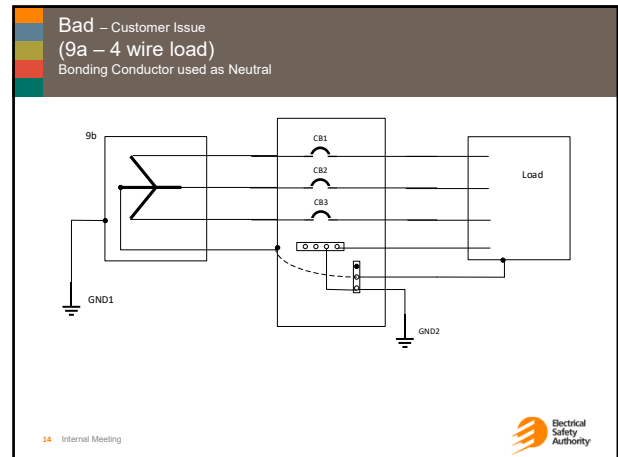 Bad – Customer Issue
(9a – 4 wire load)
Bonding Conductor used as Neutral
9b
CB1
CB2
CB3
Load
GND1
GND2
14 Internal Meeting
Electrical
Safety
Authority